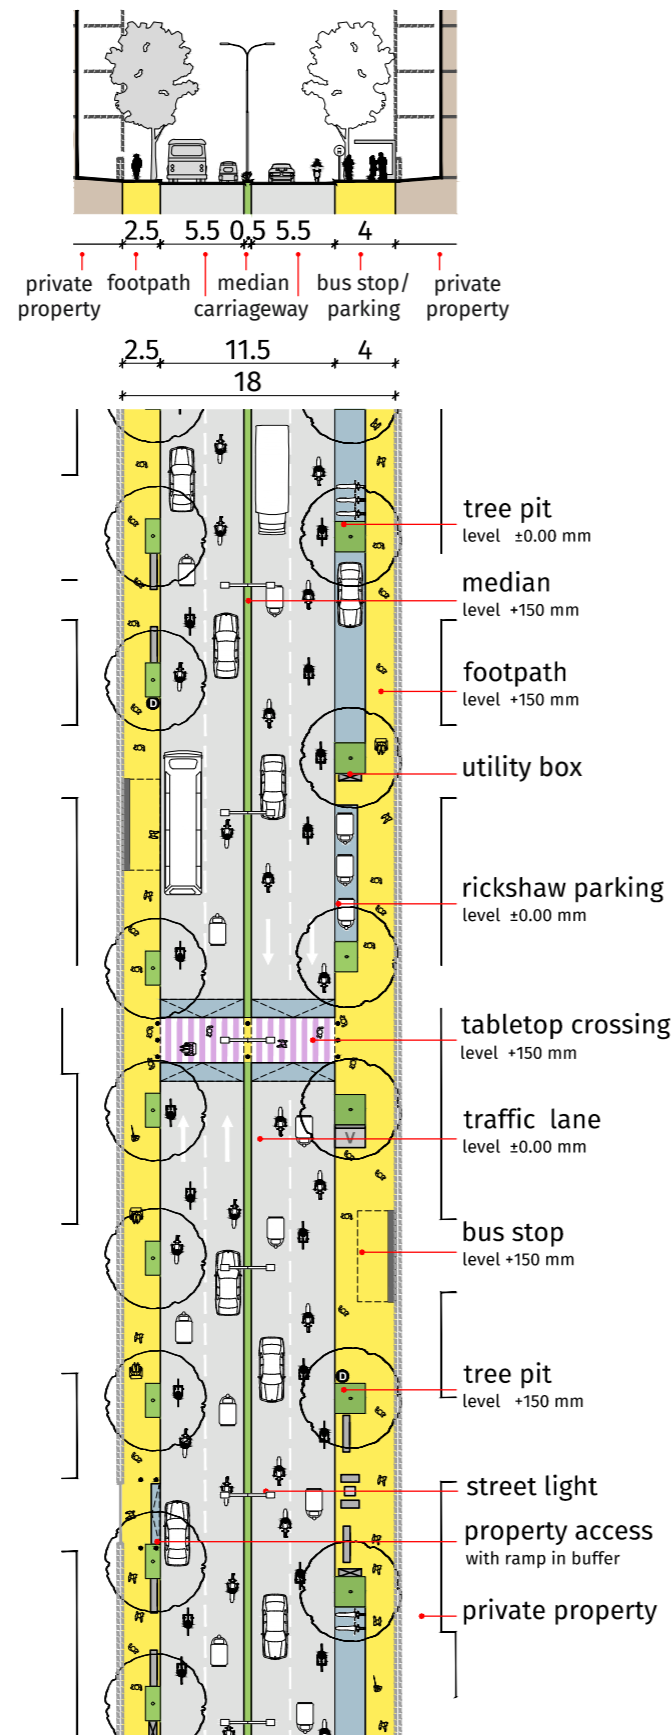 2.5 5.5 0.5 5.5 4
private property
footpath
median
carriageway
bus stop/
parking
private
property
2.5 11.5 4
18
tree pit
level ±0.00 mm
median
level +150 mm
footpath
level +150 mm
D
utility box
rickshaw parking
level ±0.00 mm
tabletop crossing
level +150 mm
traffic lane
level ±0.00 mm
V
bus stop
level +150 mm
D
tree pit
level +150 mm
street light
property access
with ramp in buffer
private property
V